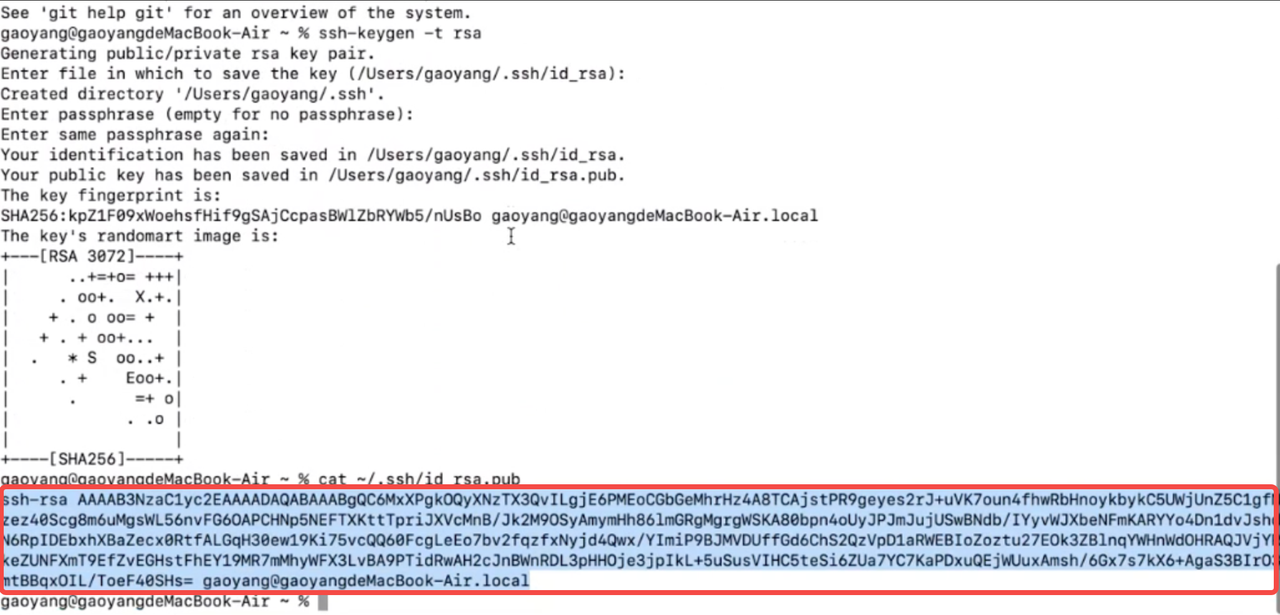 See 'git help git' for an overview of the system.
gaoyang@gaoyangdeMacBook-Air ~ % ssh-keygen -t rsa
Generating public/private rsa key pair.
Enter file in which to save the key (/Users/gaoyang/.ssh/id_rsa):
Created directory '/Users/gaoyang/.ssh'.
Enter passphrase (empty for no passphrase):
Enter same passphrase again:
Your identification has been saved in /Users/gaoyang/.ssh/id_rsa.
Your public key has been saved in /Users/gaoyang/.ssh/id_rsa.pub.
The key fingerprint is:
SHA256:kpZ1F09xWoehsfHif9gSAjCcpasBWlZbRYWb5/nUsBo gaoyang@gaoyangdeMacBook-Air.local
The key's randomart image is:
+---[RSA 3072]----+
|       ..+=+o= +++|
|      . oo+.  X.+.|
|     + . o oo= +  |
|    + . + oo+...  |
|   .   * S  oo..+ |
|      . +    Eoo+.|
|       .      =+ o|
|             . .o |
|                  |
+----[SHA256]-----+
gaoyang@gaoyangdeMacBook-Air ~ % cat ~/.ssh/id_rsa.pub
ssh-rsa AAAAB3NzaC1yc2EAAAADAQABAAABgQC6MxXPgkOQyXNzTX3QvILgjE6PMEoCGbGeMhrHz4A8TCAjstPR9geyes2rJ+uVK7oun4fhwRbHnoykbykC5UWjUnZ5C1gf
zez40Scg8m6uMgsWL56nvFG6OAPCHNp5NEFTXKttTpriJXVcMnB/Jk2M9OSyAmymHh86lmGRgMgrgWSKA80bpn4oUyJPJmJujUSwBNdb/IYyvWJXbeNFmKARYYo4Dn1dvJsh
N6RpIDEbxhXBaZecx0RtfALGqH30ew19Ki75vcQQ60FcgLeEo7bv2fqzfxNyjd4Qwx/YImiP9BJMVDUffGd6ChS2QzVpD1aRWEBIoZoztu27EOk3ZBlnqYWHnWdOHRAQJVjY
keZUNFXmT9EfZvEGHstFhEY19MR7mMhyWFX3LvBA9PTidRwAH2cJnBWnRDL3pHHOje3jpIkL+5uSusVIHC5teSi6ZUa7YC7KaPDxuQEjWUuxAmsh/6Gx7s7kX6+AgaS3BIrO
mtBBqxOIL/ToeF40SHs= gaoyang@gaoyangdeMacBook-Air.local
gaoyang@gaoyangdeMacBook-Air ~ %